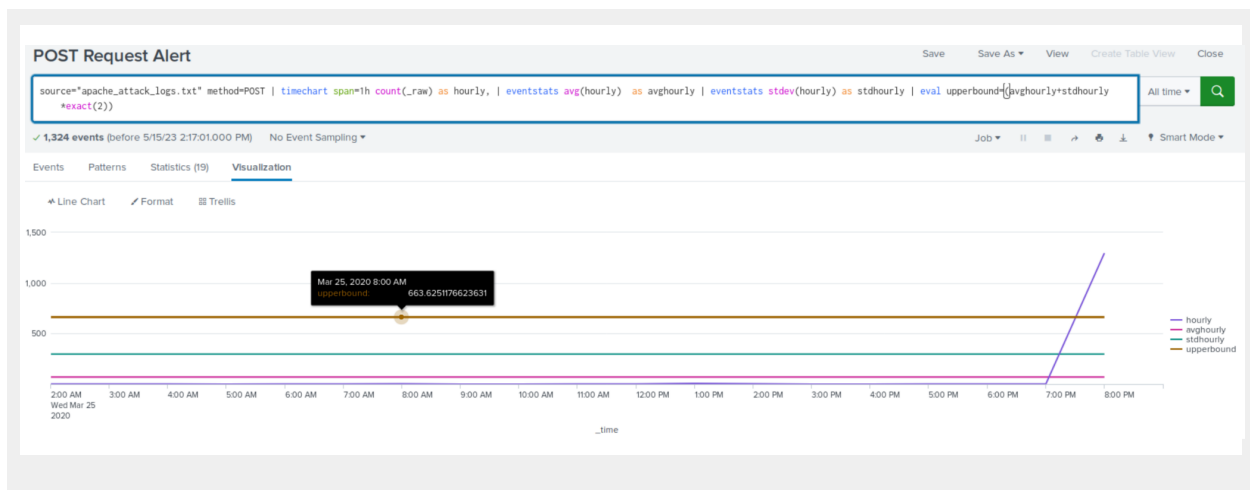 POST Request Alert
Save Save As View Create Table View Close
source="apache_attack_logs.txt" method=POST | timechart span=1h count(_raw) as hourly, | eventstats avg(hourly) as avghourly | eventstats stdev(hourly) as stdhourly | eval upperbound=(avghourly+stdhourly
*exact(2))
All time
1,324 events (before 5/15/23 2:17:01.000 PM) No Event Sampling
Job Smart Mode
Events Patterns Statistics (19) Visualization
Line Chart Format Trellis
1,500
1,000
500
Mar 25, 2020 8:00 AM
upperbound: 663.6251176623631
hourly
avghourly
stdhourly
upperbound
2:00 AM 3:00 AM 4:00 AM 5:00 AM 6:00 AM 7:00 AM 8:00 AM 9:00 AM 10:00 AM 11:00 AM 12:00 PM 1:00 PM 2:00 PM 3:00 PM 4:00 PM 5:00 PM 6:00 PM 7:00 PM 8:00 PM
Wed Mar 25
2020
_time